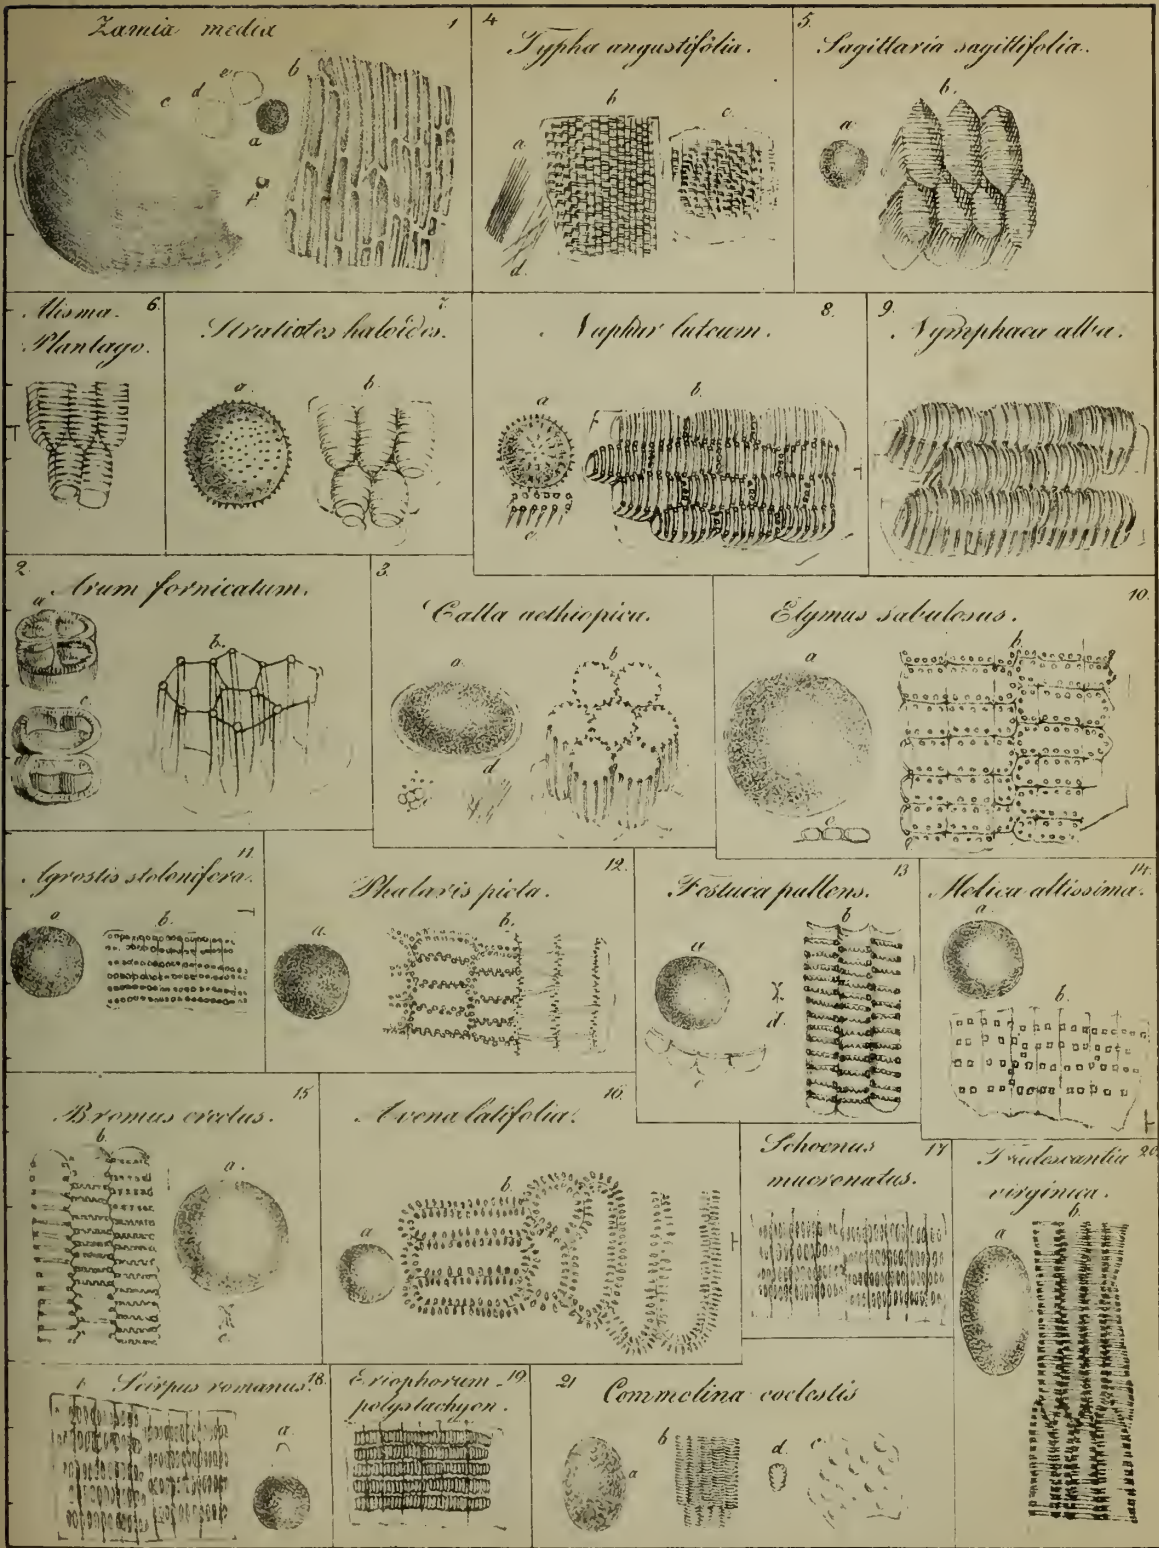 Zamia media
1
c
d
e
b
a
4
Typha angustifolia.
b
c.
a
d.
5.
Sagittaria sagittifolia.
b.
a
Alisma.
6.
Plantago.
7.
Stratiotes haloides.
a
b.
8.
Nuphar luteum.
a
b.
c.
9.
Nymphaea alba.
2.
Arum fornicatum.
a
b.
c
3.
Calla aethiopica.
a.
b
d
10.
Elymus sabulosus.
a
b.
c
11.
Agrostis stolonifera.
a
b.
12.
Phalaris picta.
a.
b.
13
Festuca pallens.
a
b
d.
c
14.
Melica altissima.
a.
b.
15
Bromus erectus.
b.
a.
c
16.
Avena latifolia.
a
b.
Schoenus 17
mucronatus.
Tradescantia 20.
virginica.
a
b.
Scirpus romanus. 18.
a.
Eriophorum 19.
polystachyon.
21
Commelina coelestis
a
b
d.
c.